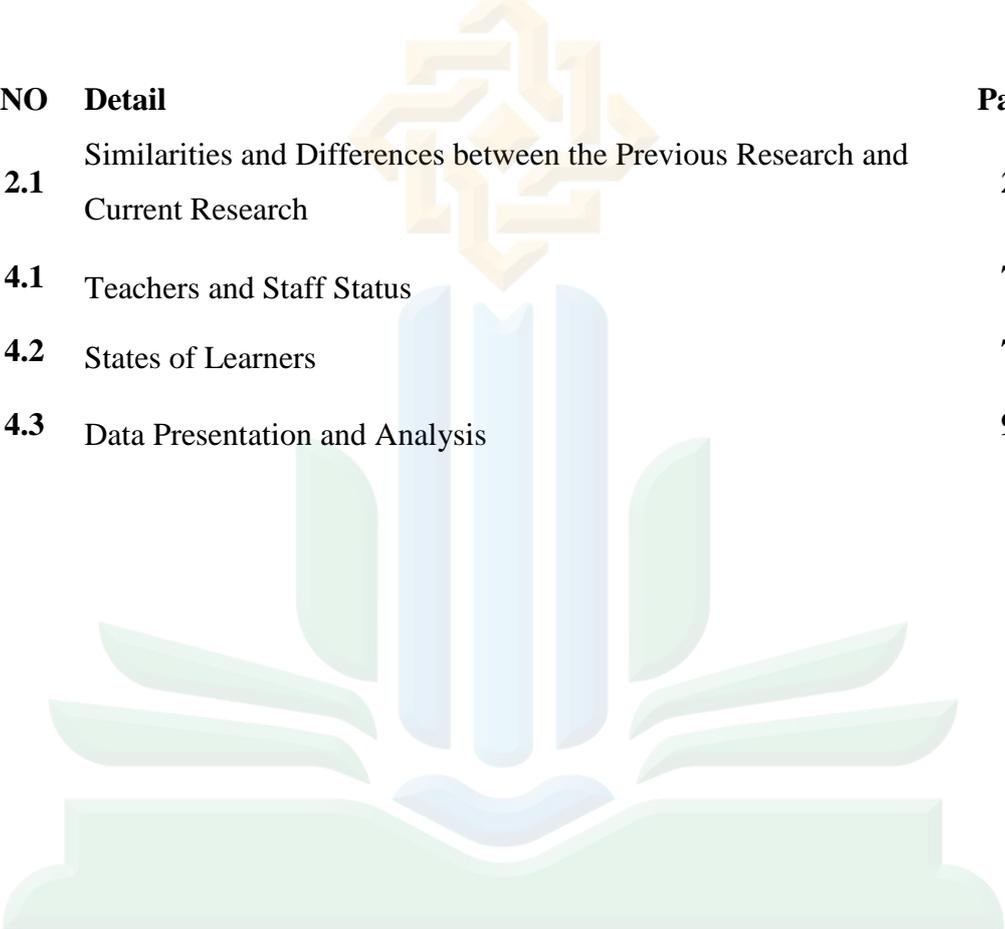 NO Detail
Similarities and Differences between the Previous Research and
2.1
Current Research
4.1 Teachers and Staff Status
4.2 States of Learners
4.3 Data Presentation and Analysis